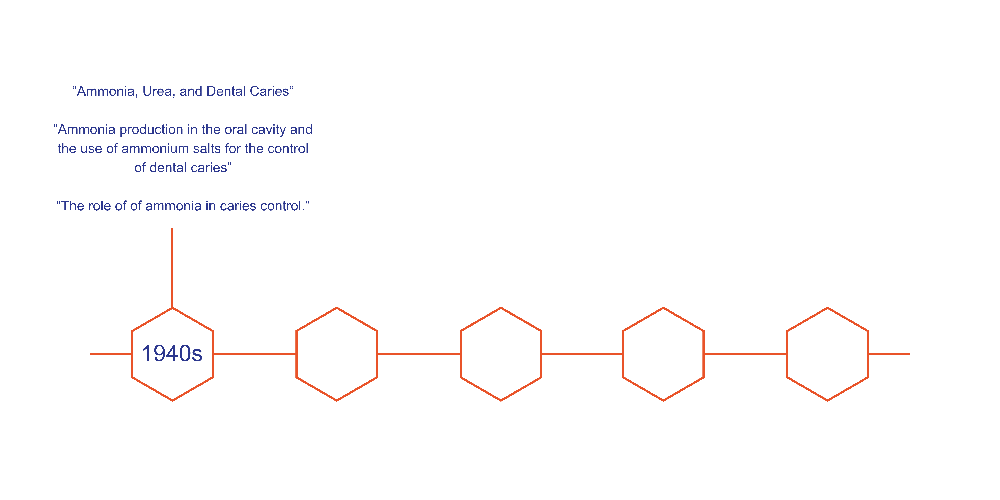 “Ammonia, Urea, and Dental Caries”
“Ammonia production in the oral cavity and
the use of ammonium salts for the control
of dental caries”
“The role of of ammonia in caries control.”
1940s